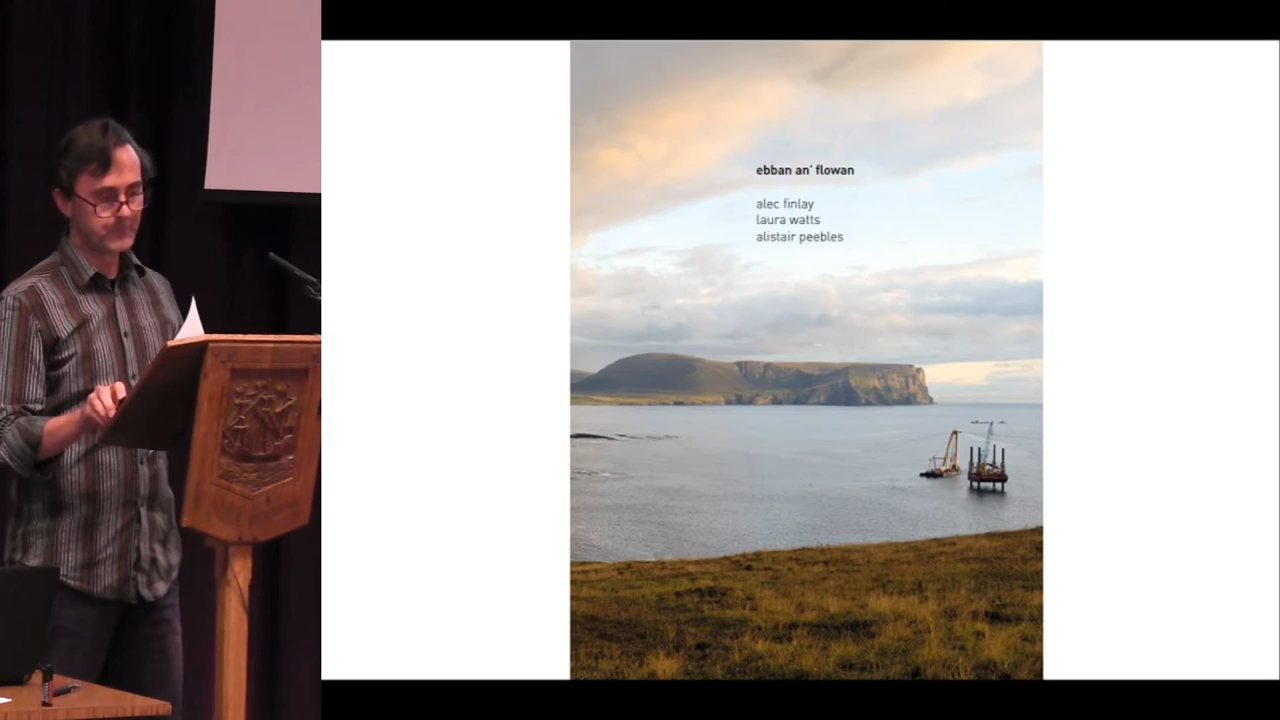 ebban an' flowan
alec finlay
laura watts
alistair peebles